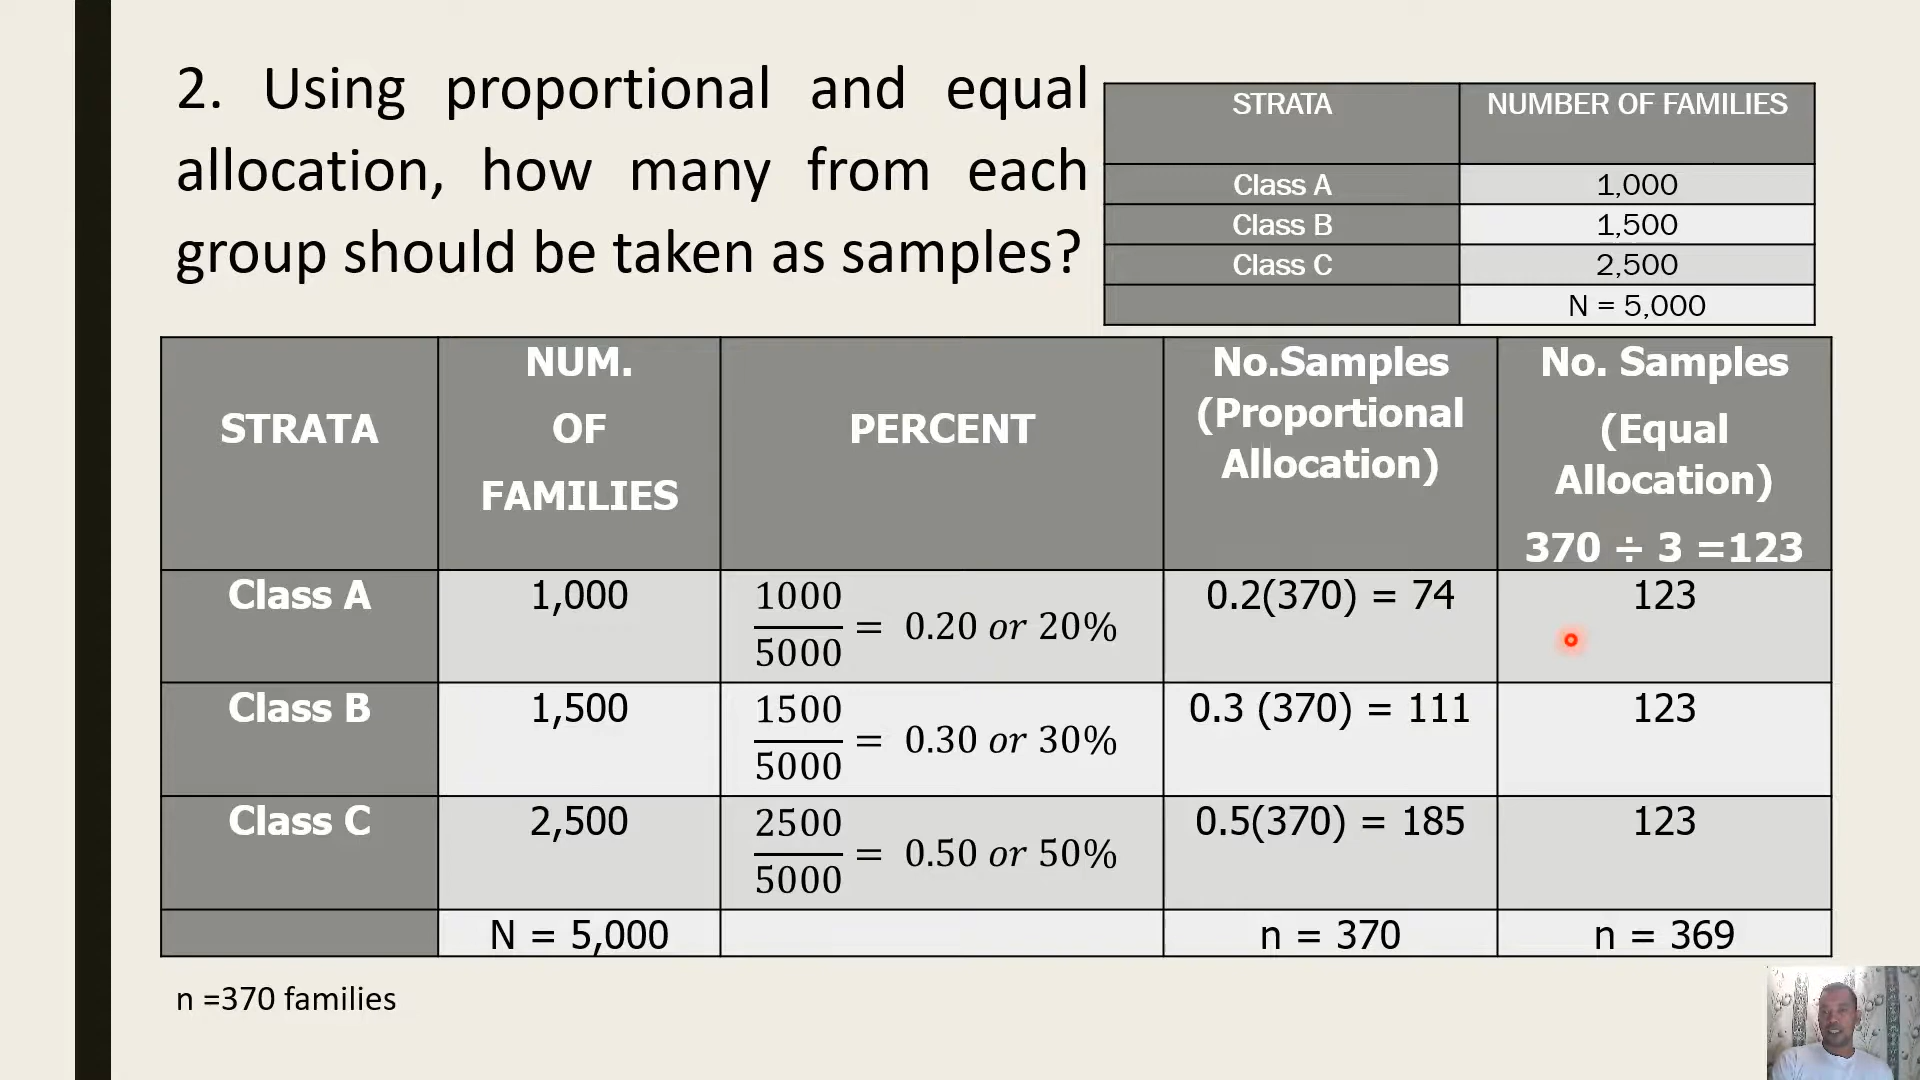 2. Using proportional and equal
allocation, how many from each
group should be taken as samples?
STRATA NUMBER OF FAMILIES
Class A 1,000
Class B 1,500
Class C 2,500
N = 5,000
STRATA
NUM.
OF
FAMILIES
PERCENT
No.Samples
(Proportional
Allocation)
No. Samples
(Equal
Allocation)
370 ÷ 3 =123
Class A 1,000 1000/5000 = 0.20 or 20% 0.2(370) = 74 123
Class B 1,500 1500/5000 = 0.30 or 30% 0.3 (370) = 111 123
Class C 2,500 2500/5000 = 0.50 or 50% 0.5(370) = 185 123
N = 5,000 n = 370 n = 369
n =370 families